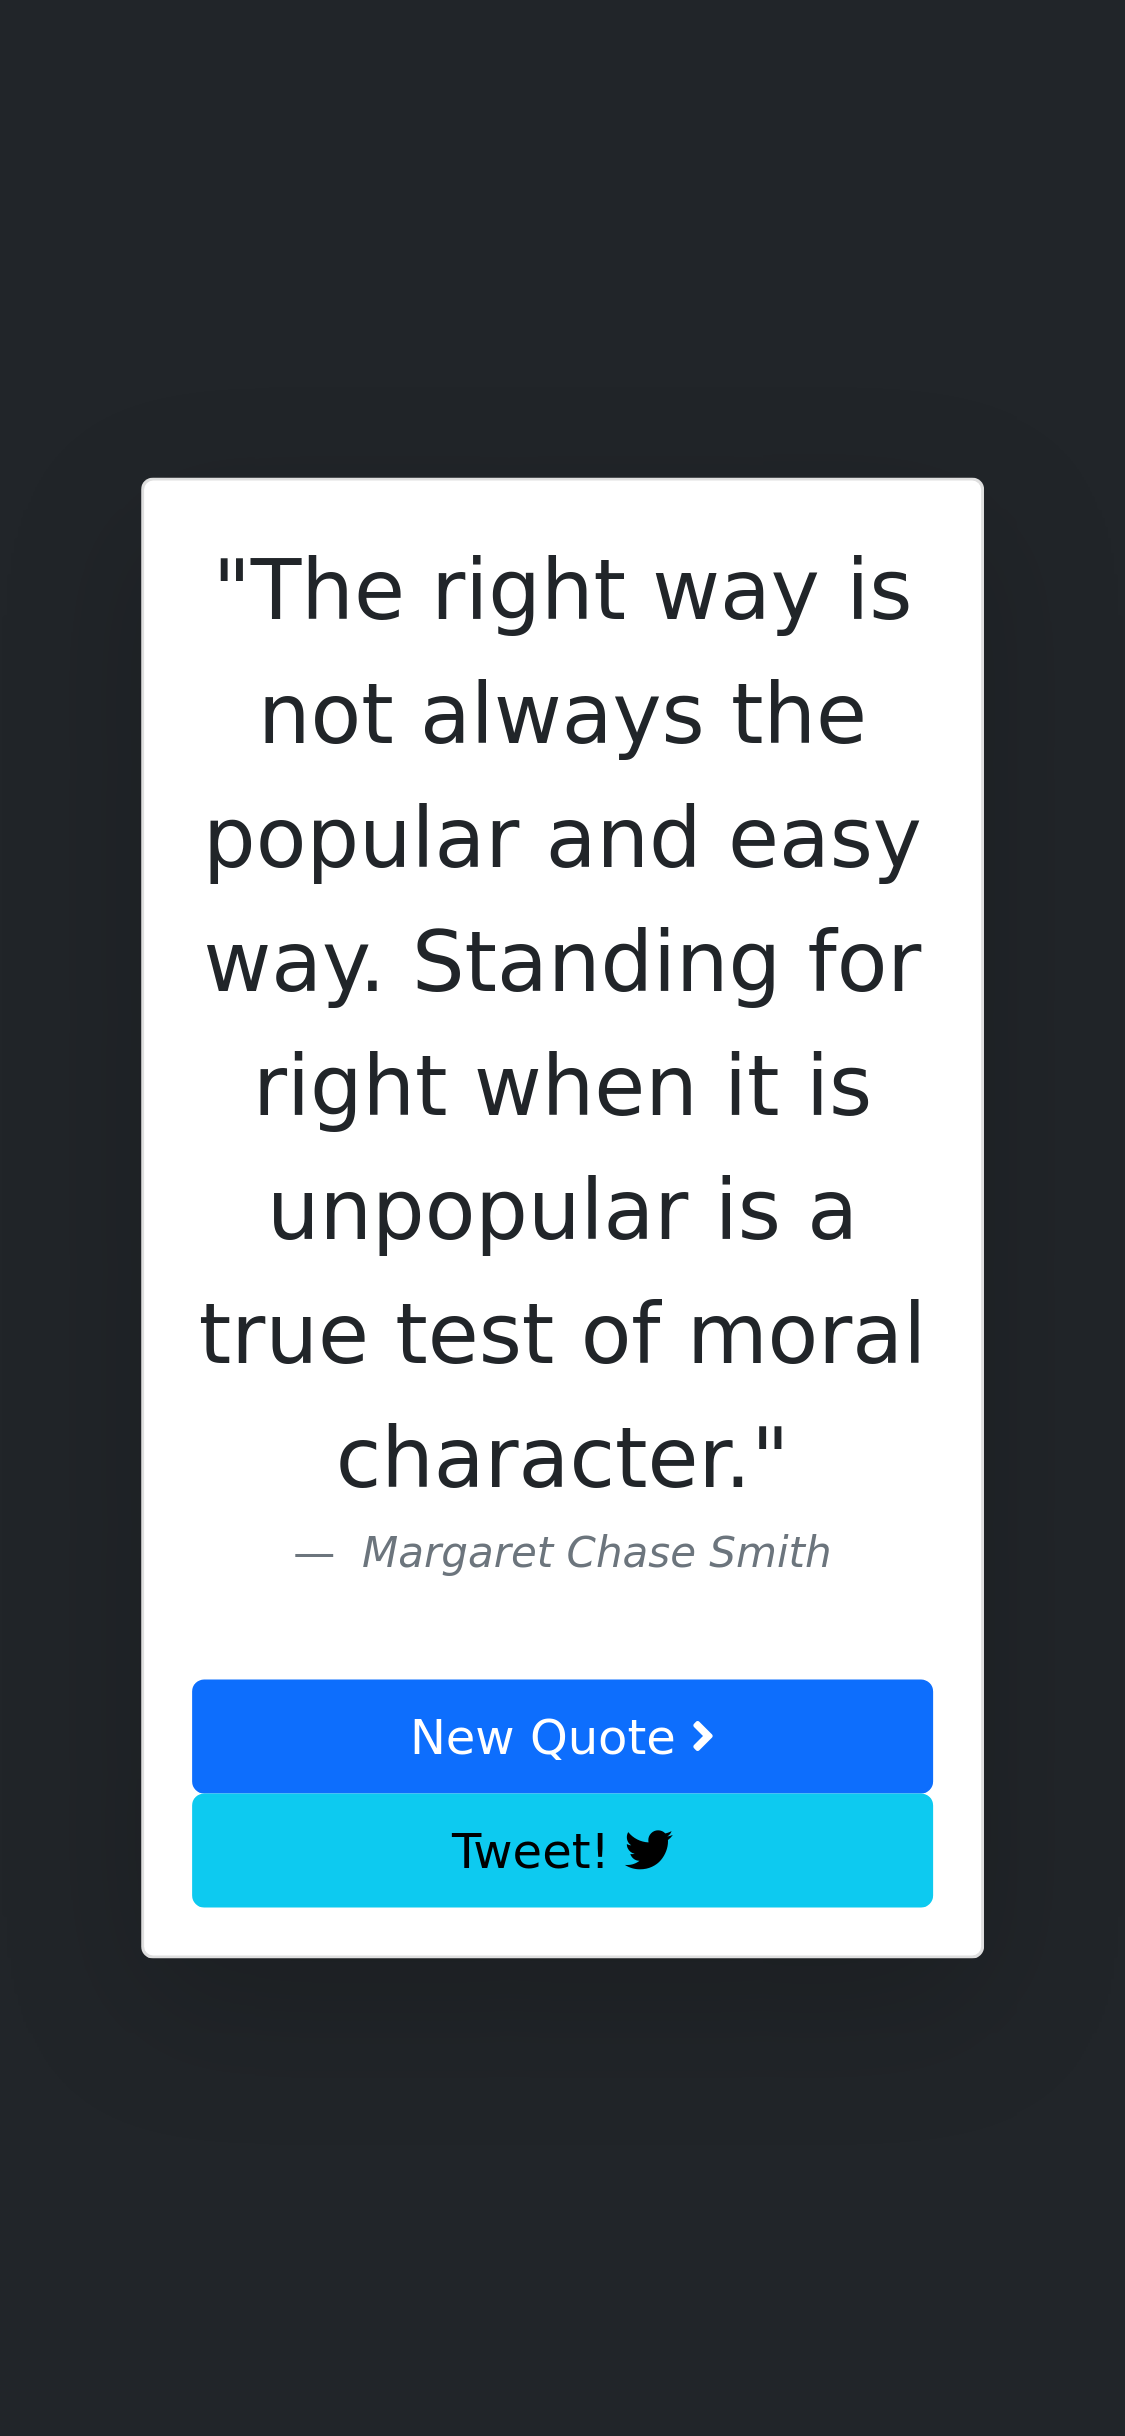 "The right way is
not always the
popular and easy
way. Standing for
right when it is
unpopular is a
true test of moral
character."
— Margaret Chase Smith
New Quote
Tweet!